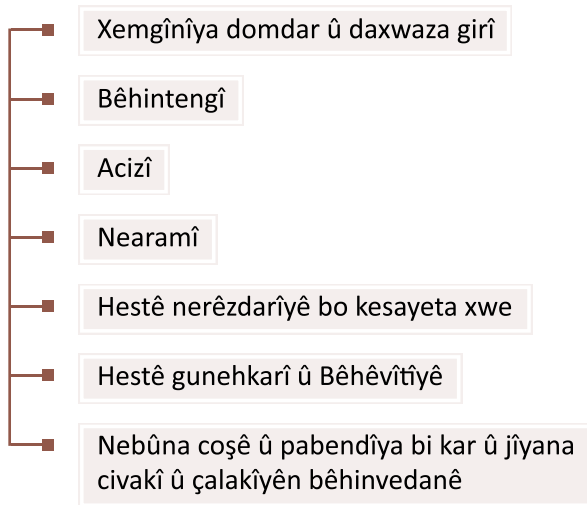 Xemgînîya domdar û daxwaza girî
Bêhintengî
Acizî
Nearamî
Hestê nerêzdarîyê bo kesayeta xwe
Hestê gunehkarî û Bêhêvîtîyê
Nebûna coşê û pabendîya bi kar û jîyana
civakî û çalakîyên bêhinvedanê